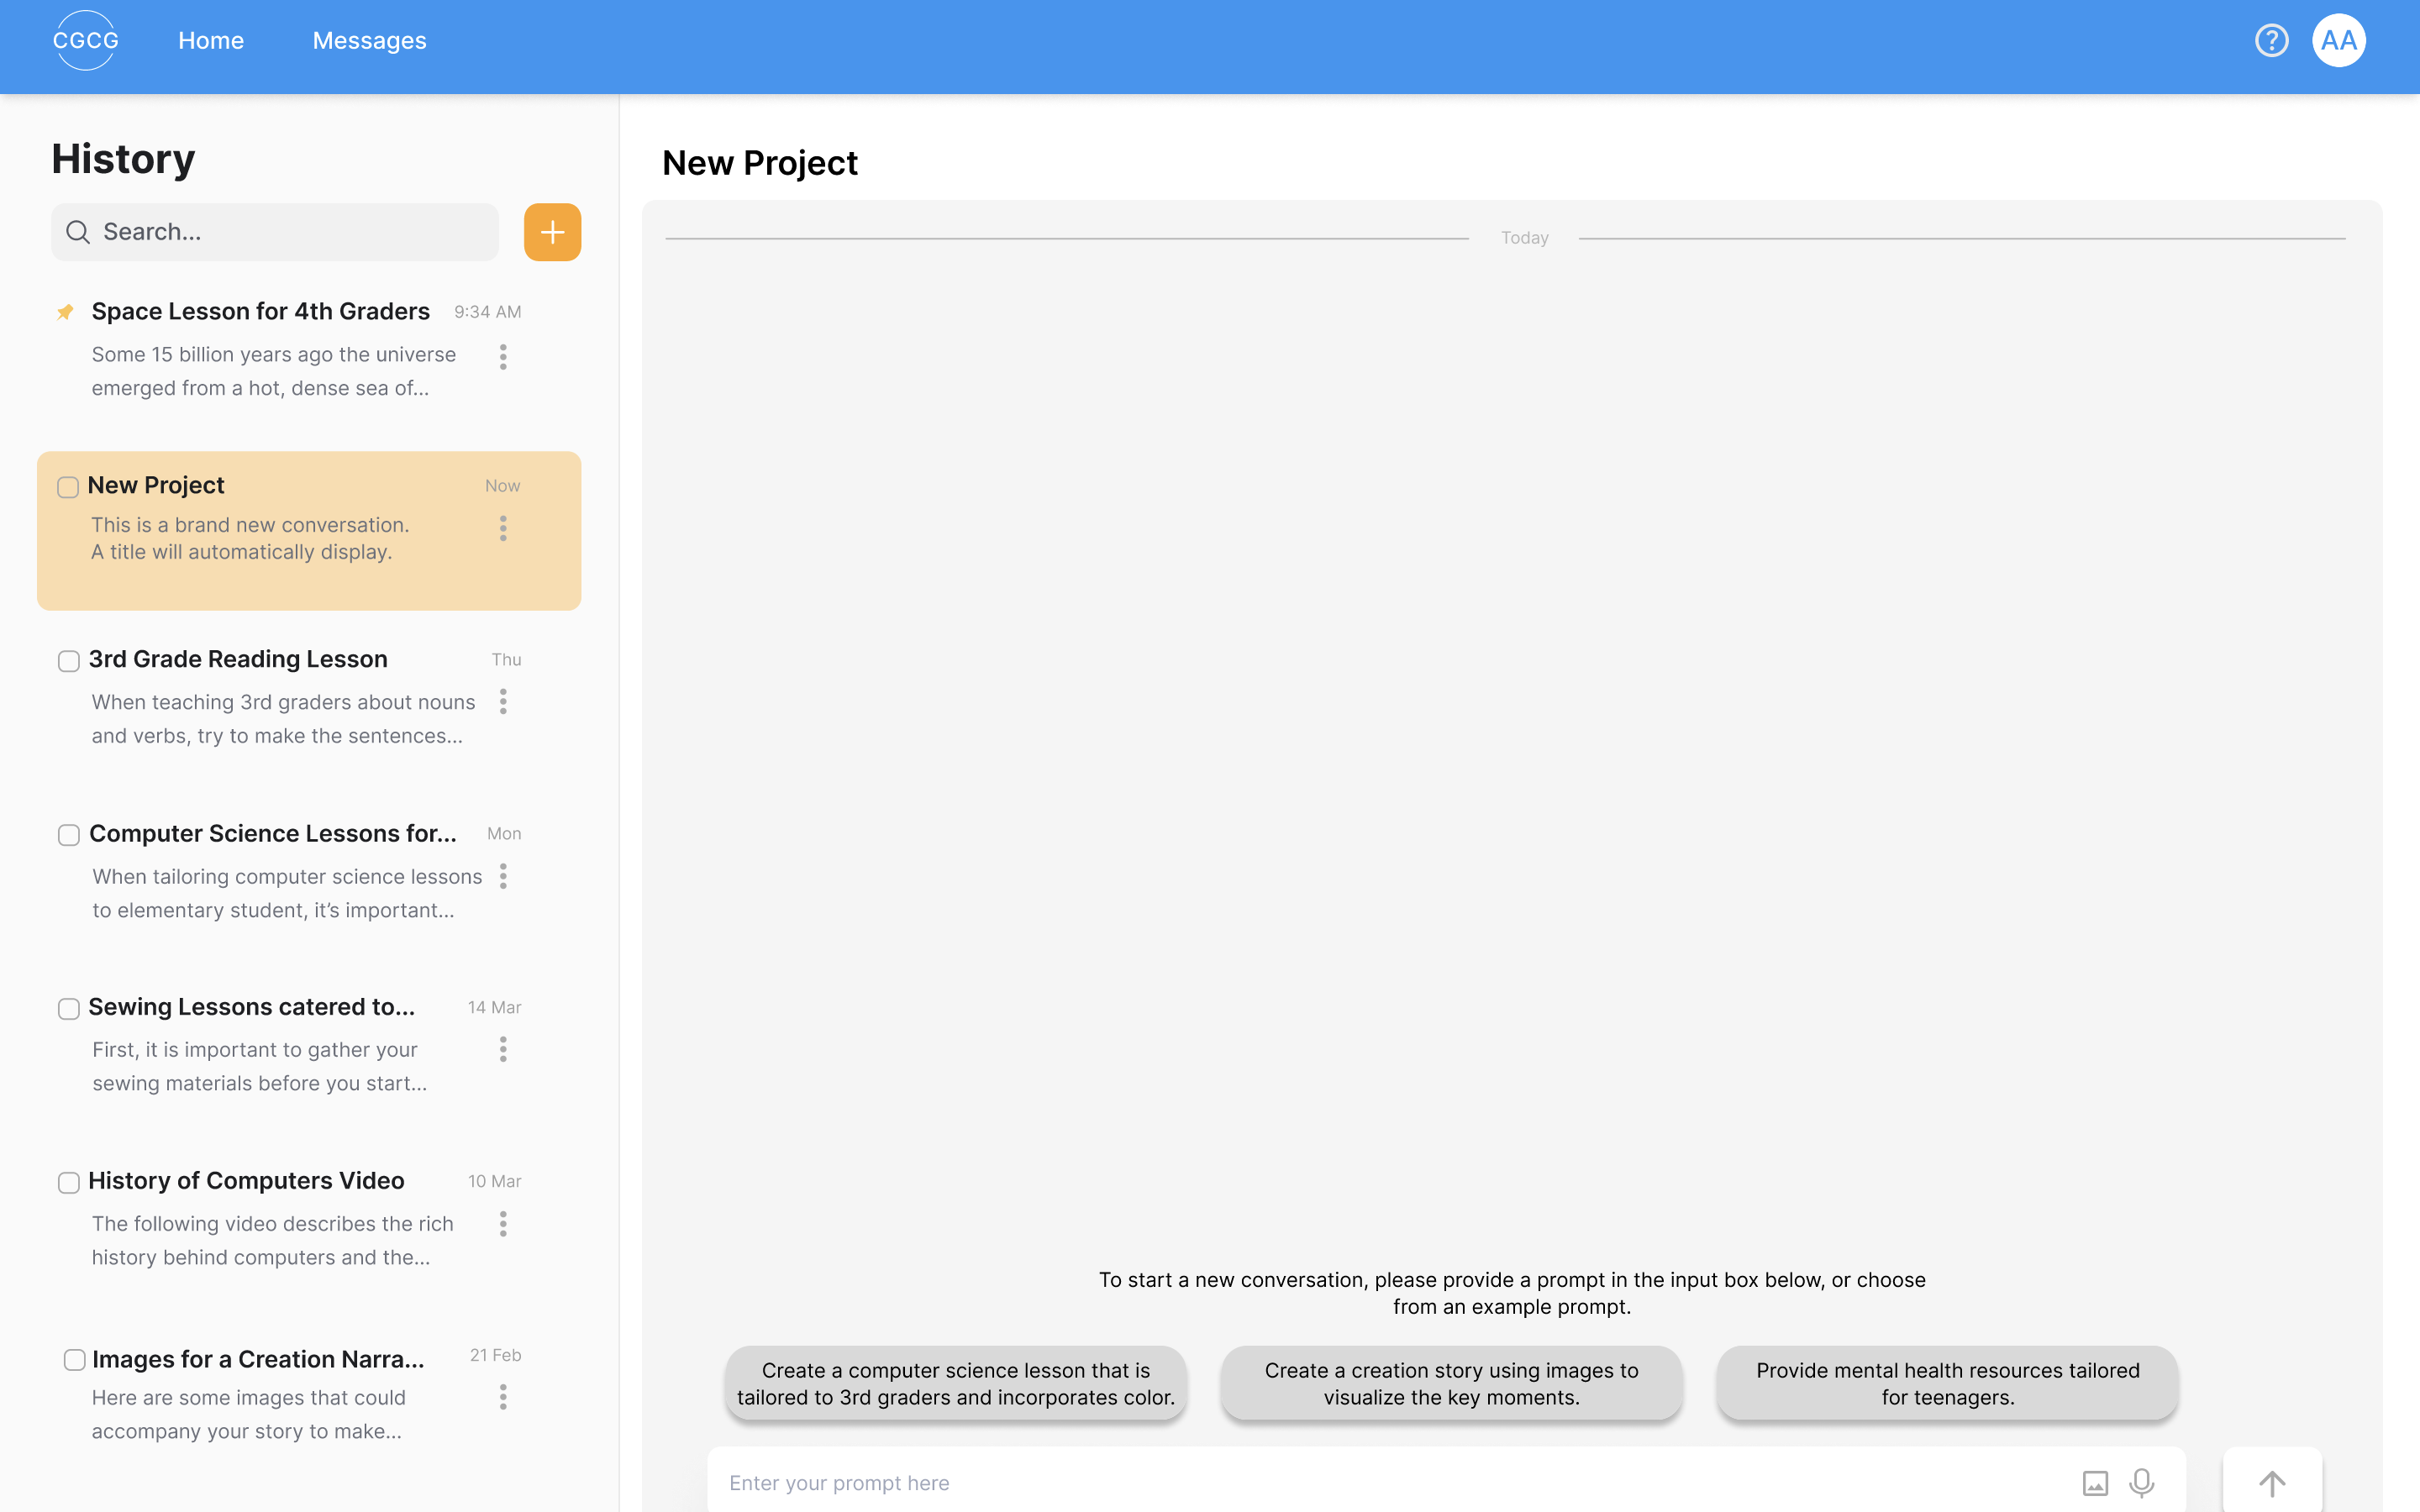 CGCG
Home
Messages
?
AA
History
Search...
+
Space Lesson for 4th Graders
9:34 AM
Some 15 billion years ago the universe
emerged from a hot, dense sea of...
New Project
Now
This is a brand new conversation.
A title will automatically display.
3rd Grade Reading Lesson
Thu
When teaching 3rd graders about nouns
and verbs, try to make the sentences...
Computer Science Lessons for...
Mon
When tailoring computer science lessons
to elementary student, it’s important...
Sewing Lessons catered to...
14 Mar
First, it is important to gather your
sewing materials before you start...
History of Computers Video
10 Mar
The following video describes the rich
history behind computers and the...
Images for a Creation Narra...
21 Feb
Here are some images that could
accompany your story to make...
New Project
Today
To start a new conversation, please provide a prompt in the input box below, or choose
from an example prompt.
Create a computer science lesson that is
tailored to 3rd graders and incorporates color.
Create a creation story using images to
visualize the key moments.
Provide mental health resources tailored
for teenagers.
Enter your prompt here